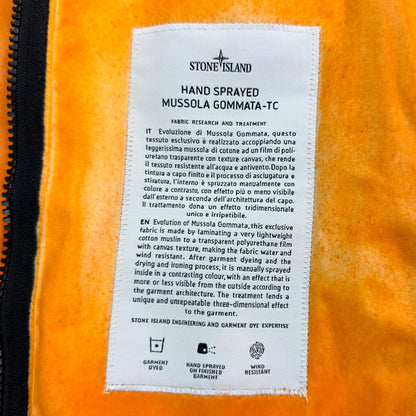 STONE ISLAND
HAND SPRAYED
MUSSOLA GOMMATA-TC
FABRIC RESEARCH AND TREATMENT
IT Evoluzione di Mussola Gommata, questo
tessuto esclusivo è realizzato accoppiando una
leggerissima mussola di cotone ad un film di poli-
uretano trasparente con texture canvas, che rende
il tessuto resistente all'acqua e antivento. Dopo la
tintura a capo finito e il processo di asciugatura e
stiratura, l'interno è spruzzato manualmente con
colore a contrasto, con effetto più o meno visibile
dall'esterno a seconda dell'architettura del capo.
Il trattamento dona un effetto tridimensionale
unico e irripetibile.
EN Evolution of Mussola Gommata, this exclusive
fabric is made by laminating a very lightweight
cotton muslin to a transparent polyurethane film
with canvas texture, making the fabric water and
wind resistant. After garment dyeing and the
drying and ironing process, it is manually sprayed
inside in a contrasting colour, with an effect that is
more or less visible from the outside according to
the garment architecture. The treatment lends a
unique and unrepeatable three-dimensional effect
to the garment.
STONE ISLAND ENGINEERING AND GARMENT DYE EXPERTISE
GARMENT
DYED
HAND SPRAYED
ON FINISHED
GARMENT
WIND
RESISTANT